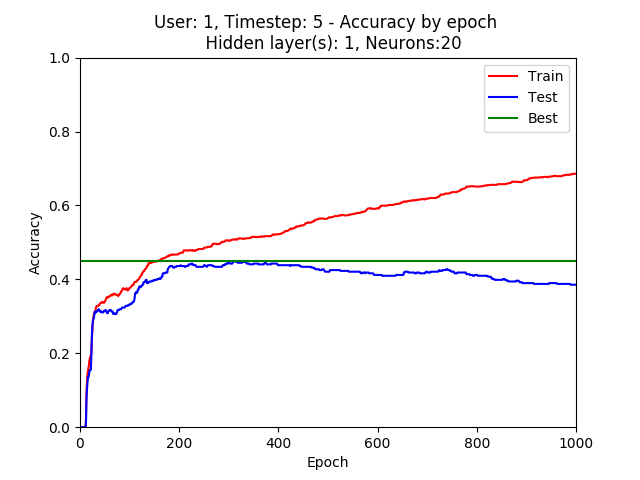 User: 1, Timestep: 5 - Accuracy by epoch
Hidden layer(s): 1, Neurons:20
1.0
0.8
0.6
0.4
0.2
0.0
Accuracy
Train
Test
Best
0 200 400 600 800 1000
Epoch